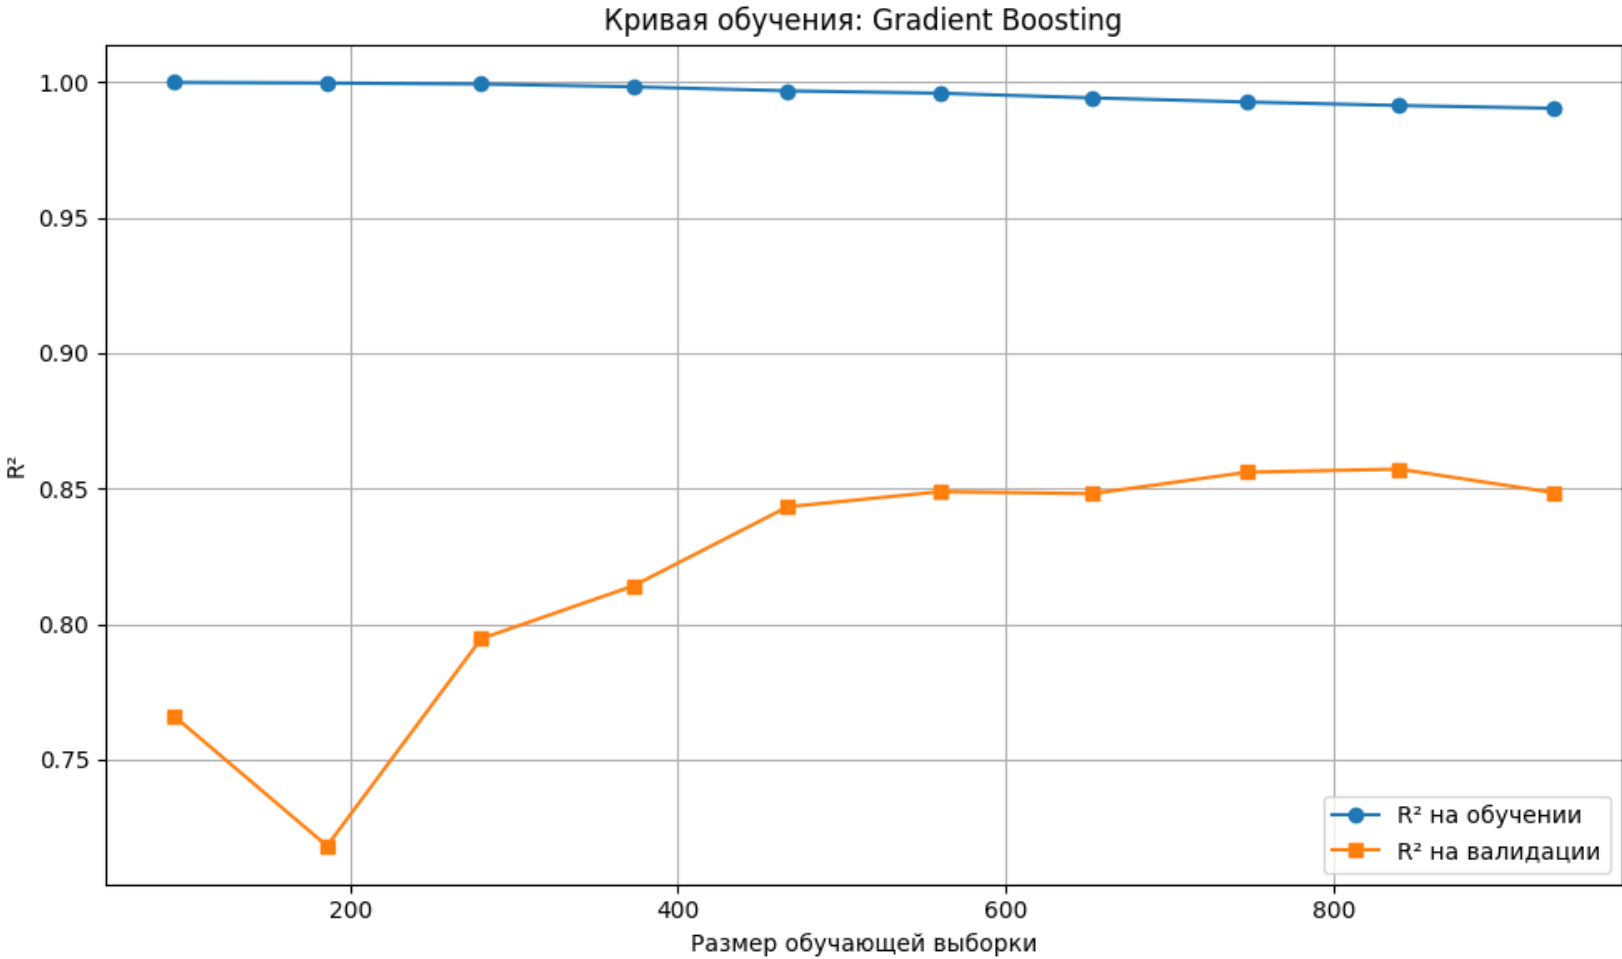 Кривая обучения: Gradient Boosting
1.00
0.95
0.90
0.85
0.80
0.75
R²
200
400
600
800
Размер обучающей выборки
R² на обучении
R² на валидации